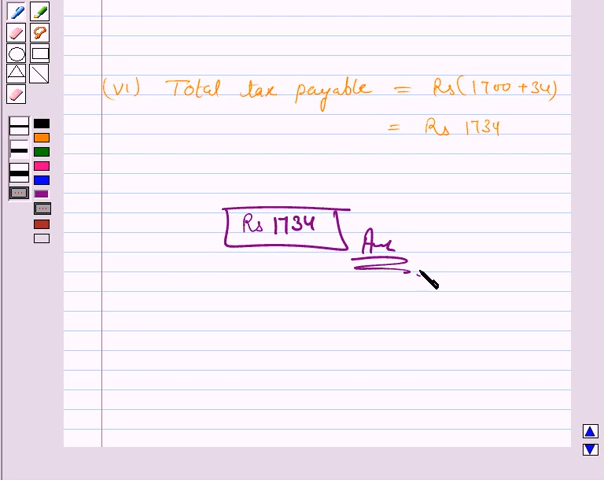 (VI) Total tax payable = Rs(1700+34)
= Rs 1734
Rs 1734
Ans